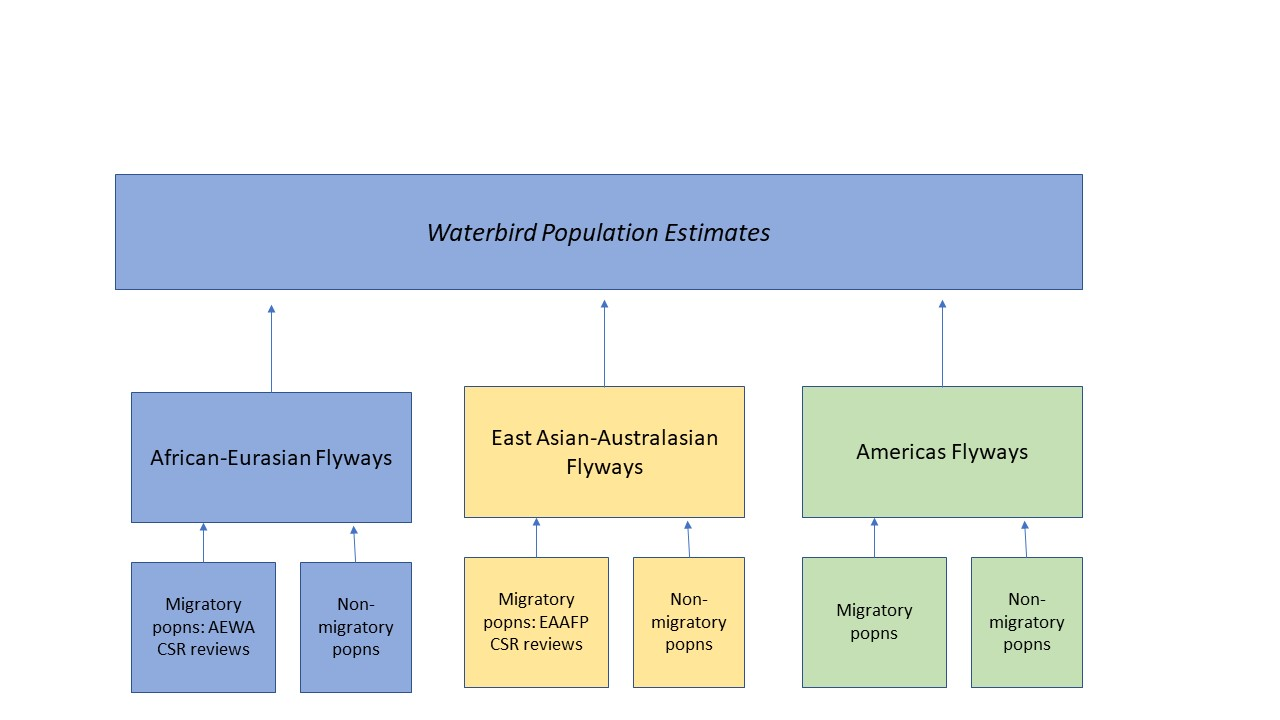 Waterbird Population Estimates
African-Eurasian Flyways
East Asian-Australasian
Flyways
Americas Flyways
Migratory
popns: AEWA
CSR reviews
Non-
migratory
popns
Migratory
popns: EAAFP
CSR reviews
Non-
migratory
popns
Migratory
popns
Non-
migratory
popns